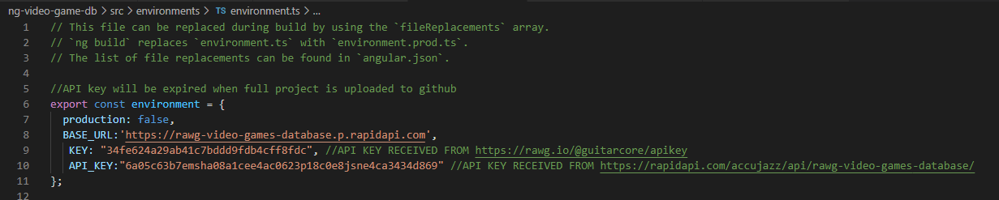 ng-video-game-db > src > environments > TS environment.ts > ...
1 // This file can be replaced during build by using the `fileReplacements` array.
2 // `ng build` replaces `environment.ts` with `environment.prod.ts`.
3 // The list of file replacements can be found in `angular.json`.
4
5 //API key will be expired when full project is uploaded to github
6 export const environment = {
7 production: false,
8 BASE_URL:'https://rawg-video-games-database.p.rapidapi.com',
9 KEY: "34fe624a29ab41c7bddd9fdb4cff8fdc", //API KEY RECEIVED FROM https://rawg.io/@guitarcore/apikey
10 API_KEY:"6a05c63b7emsha08a1cee4ac0623p18c0e8jsne4ca3434d869" //API KEY RECEIVED FROM https://rapidapi.com/accujazz/api/rawg-video-games-database/
11 };
12